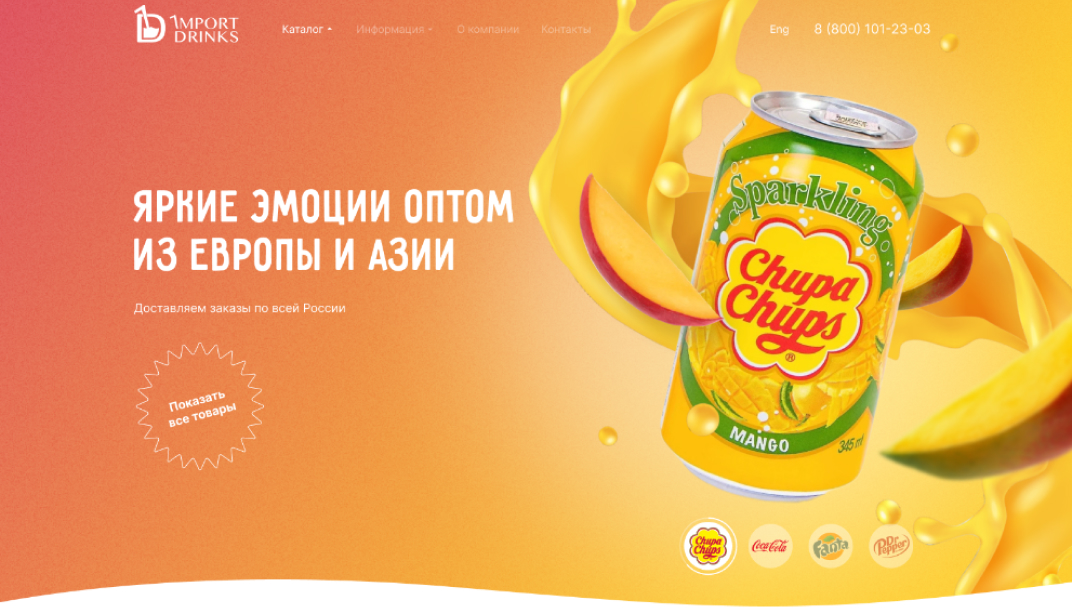 1MPORT
DRINKS
Каталог
Информация
О компании
Контакты
Eng
8 (800) 101-23-03
ЯРКИЕ ЭМОЦИИ ОПТОМ
ИЗ ЕВРОПЫ И АЗИИ
Доставляем заказы по всей России
Показать
все товары
Sparkling
Chupa
Chups
®
MANGO
345 ml
Chupa
Chups
Coca-Cola
Fanta
Dr
Pepper